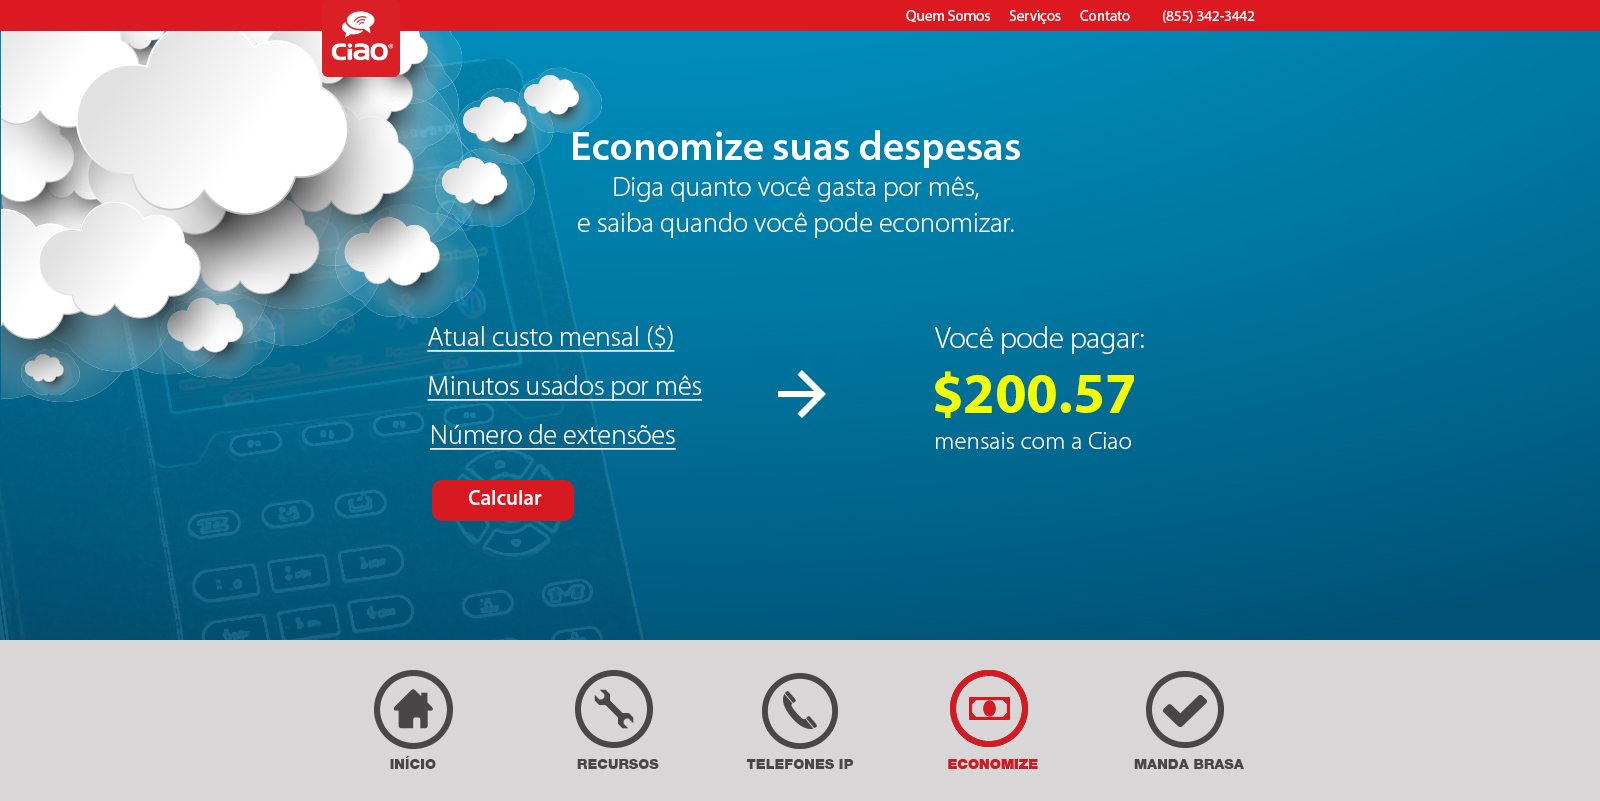 Quem Somos Serviços Contato (855) 342-3442
ciao®
Economize suas despesas
Diga quanto você gasta por mês,
e saiba quando você pode economizar.
Atual custo mensal ($)
Minutos usados por mês
Número de extensões
Calcular
Você pode pagar:
$200.57
mensais com a Ciao
INÍCIO
RECURSOS
TELEFONES IP
ECONOMIZE
MANDA BRASA